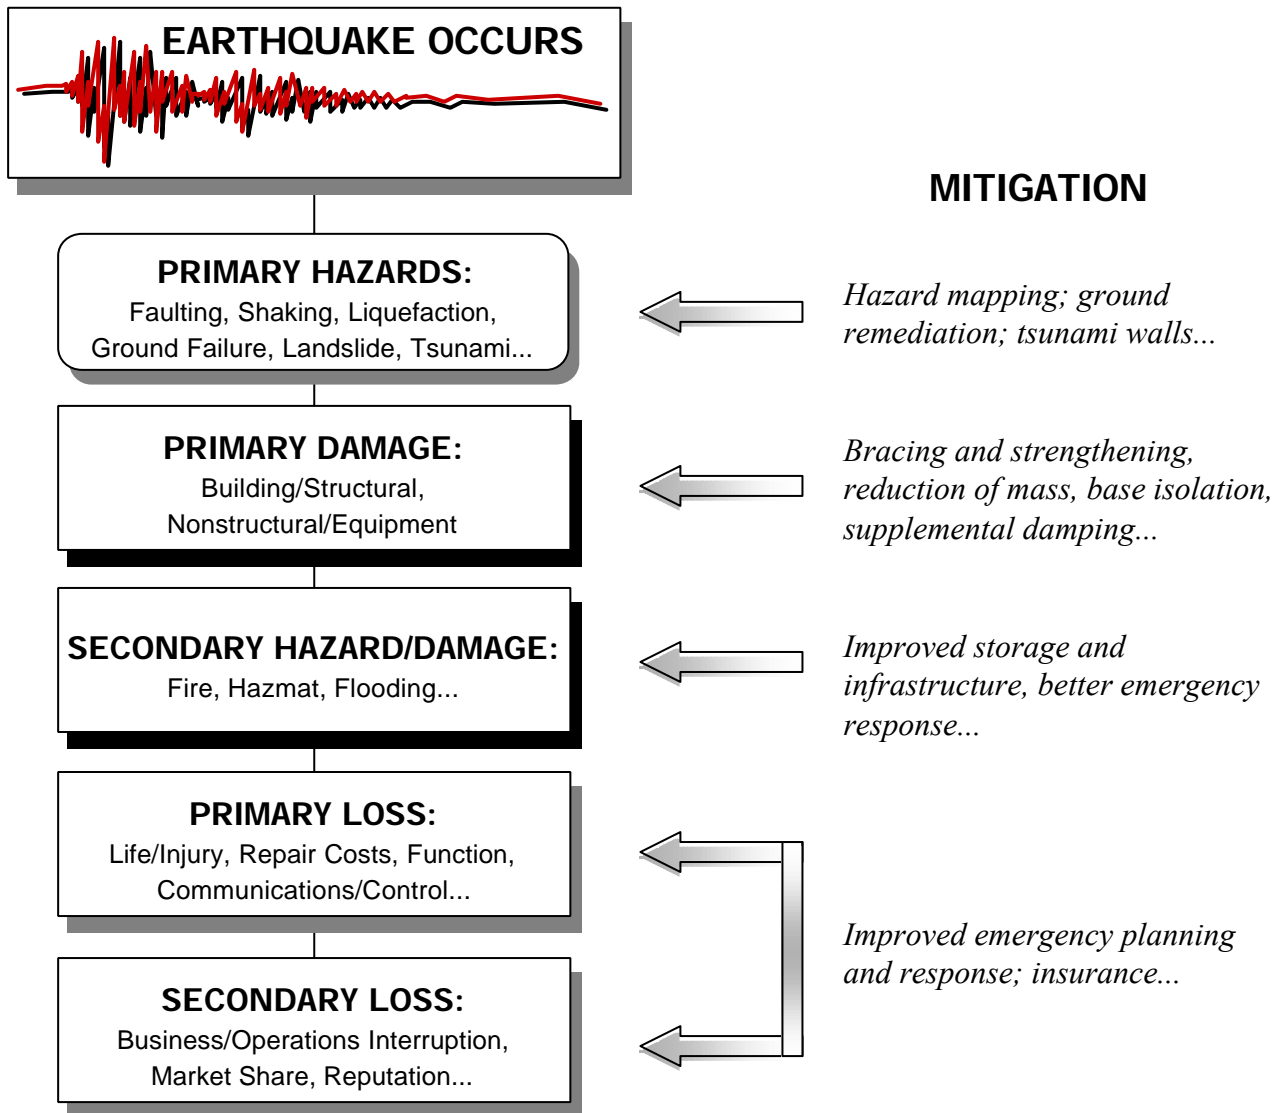 EARTHQUAKE OCCURS
MITIGATION
PRIMARY HAZARDS:
Faulting, Shaking, Liquefaction,
Ground Failure, Landslide, Tsunami...
Hazard mapping; ground
remediation; tsunami walls...
PRIMARY DAMAGE:
Building/Structural,
Nonstructural/Equipment
Bracing and strengthening,
reduction of mass, base isolation,
supplemental damping...
SECONDARY HAZARD/DAMAGE:
Fire, Hazmat, Flooding...
Improved storage and
infrastructure, better emergency
response...
PRIMARY LOSS:
Life/Injury, Repair Costs, Function,
Communications/Control...
SECONDARY LOSS:
Business/Operations Interruption,
Market Share, Reputation...
Improved emergency planning
and response; insurance...